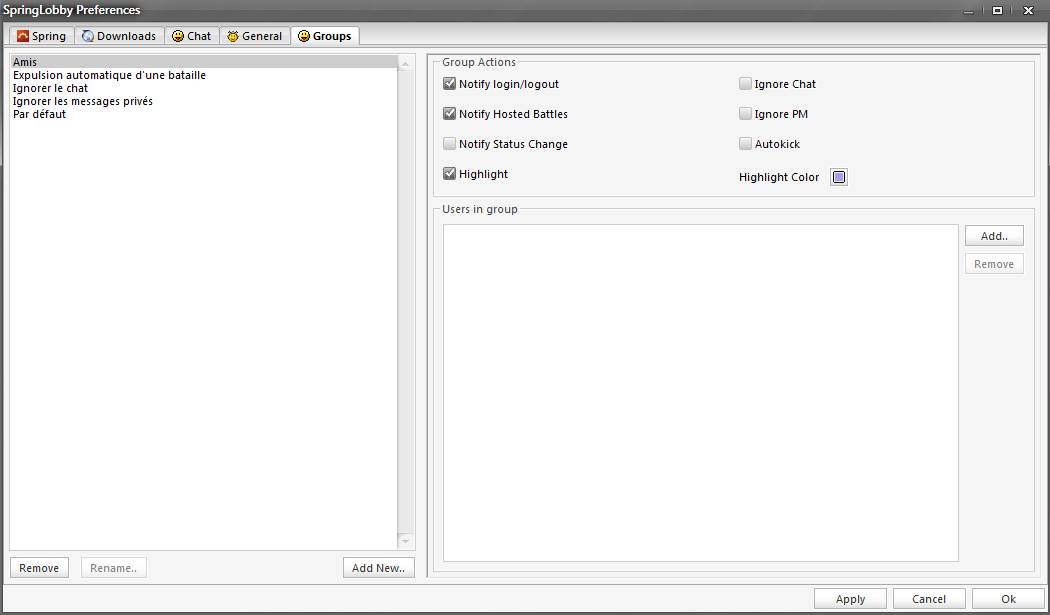 SpringLobby Preferences
Spring Downloads Chat General Groups
Amis
Expulsion automatique d'une bataille
Ignorer le chat
Ignorer les messages privés
Par défaut
Remove Rename.. Add New..
Group Actions
Notify login/logout Ignore Chat
Notify Hosted Battles Ignore PM
Notify Status Change Autokick
Highlight Highlight Color
Users in group
Add..
Remove
Apply Cancel Ok